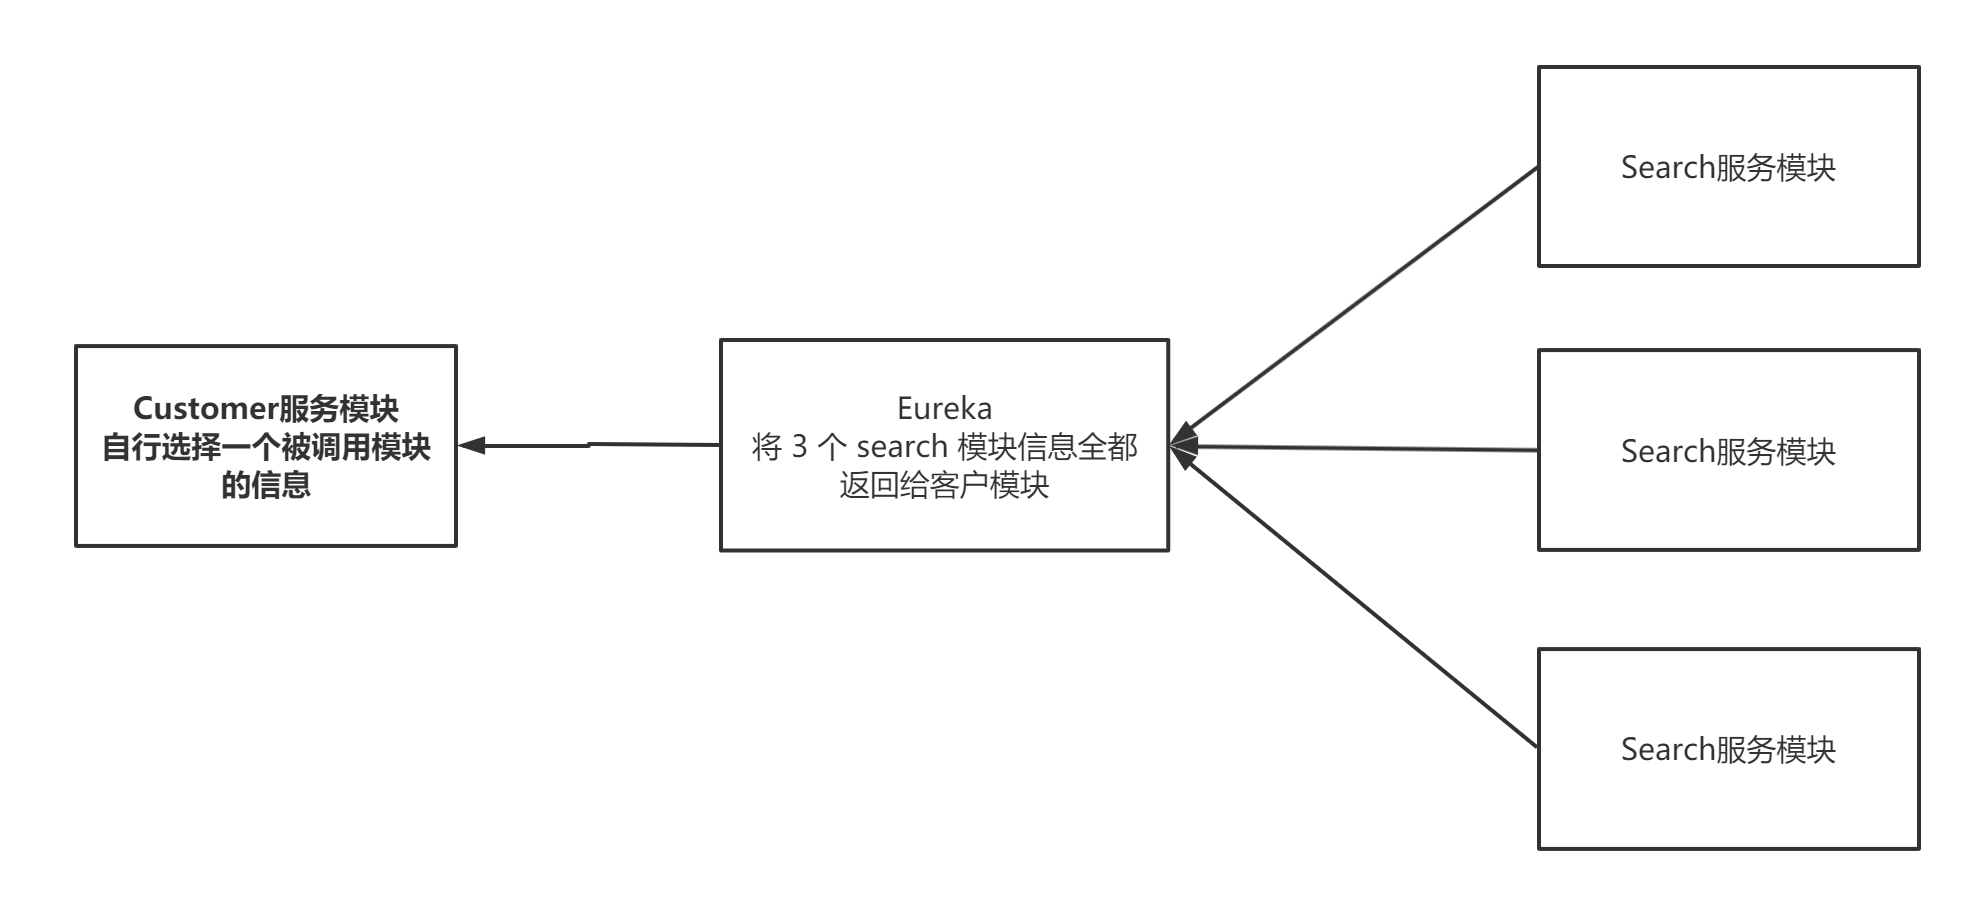 Customer服务模块
自行选择一个被调用模块
的信息
Eureka
将 3 个 search 模块信息全都
返回给客户模块
Search服务模块
Search服务模块
Search服务模块